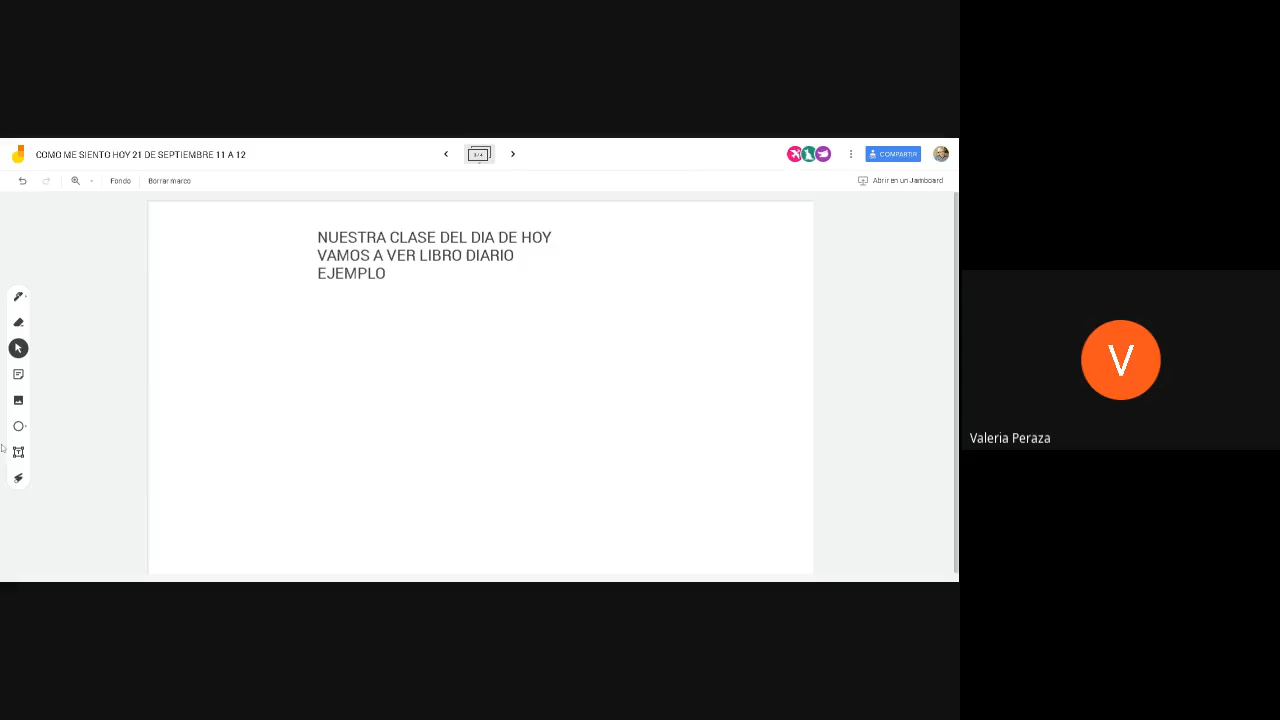 COMO ME SIENTO HOY 21 DE SEPTIEMBRE 11 A 12
COMPARTIR
Fondo
Borrar marco
Abrir en un Jamboard
NUESTRA CLASE DEL DIA DE HOY
VAMOS A VER LIBRO DIARIO
EJEMPLO
V
Valeria Peraza